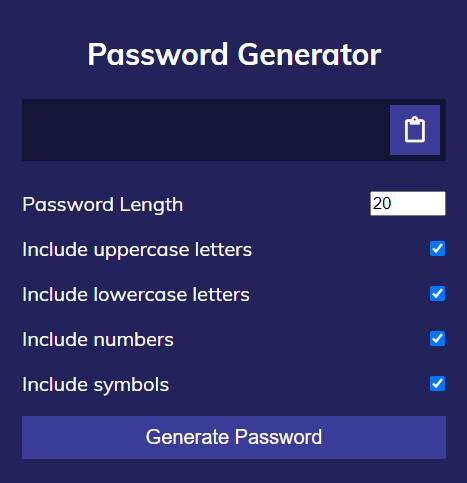 Password Generator
Password Length 20
Include uppercase letters
Include lowercase letters
Include numbers
Include symbols
Generate Password